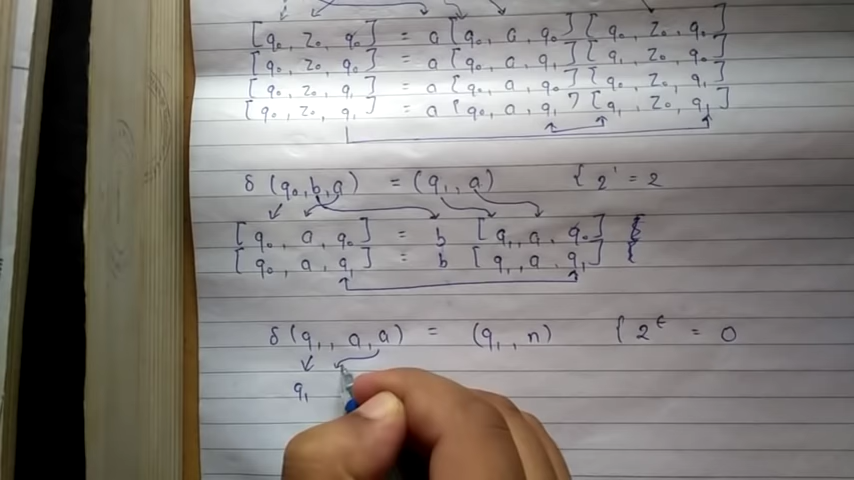 [q₀, z₀, q₀] = a [q₀, a, q₀] [q₀, z₀, q₀]
[q₀, z₀, q₀] = a [q₀, a, q₁] [q₁, z₀, q₀]
[q₀, z₀, q₁] = a [q₀, a, q₀] [q₀, z₀, q₁]
[q₀, z₀, q₁] = a [q₀, a, q₁] [q₁, z₀, q₁]
δ (q₀, b, a) = (q₁, a) { 2¹ = 2
[q₀, a, q₀] = b [q₁, a, q₀] {
[q₀, a, q₁] = b [q₁, a, q₁] {
δ (q₁, a, a) = (q₁, n) { 2^ε = 0
q₁